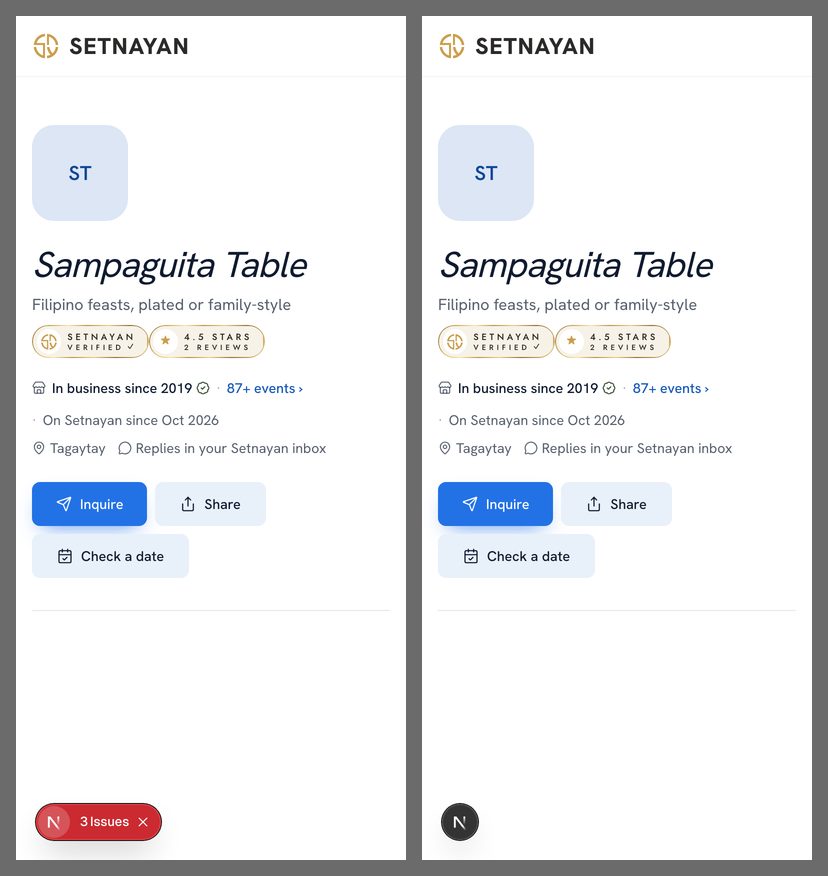 SETNAYAN
ST
Sampaguita Table
Filipino feasts, plated or family-style
SETNAYAN
VERIFIED ✓
4.5 STARS
2 REVIEWS
In business since 2019 · 87+ events ›
· On Setnayan since Oct 2026
Tagaytay Replies in your Setnayan inbox
Inquire Share
Check a date
N 3 Issues
SETNAYAN
ST
Sampaguita Table
Filipino feasts, plated or family-style
SETNAYAN
VERIFIED ✓
4.5 STARS
2 REVIEWS
In business since 2019 · 87+ events ›
· On Setnayan since Oct 2026
Tagaytay Replies in your Setnayan inbox
Inquire Share
Check a date
N